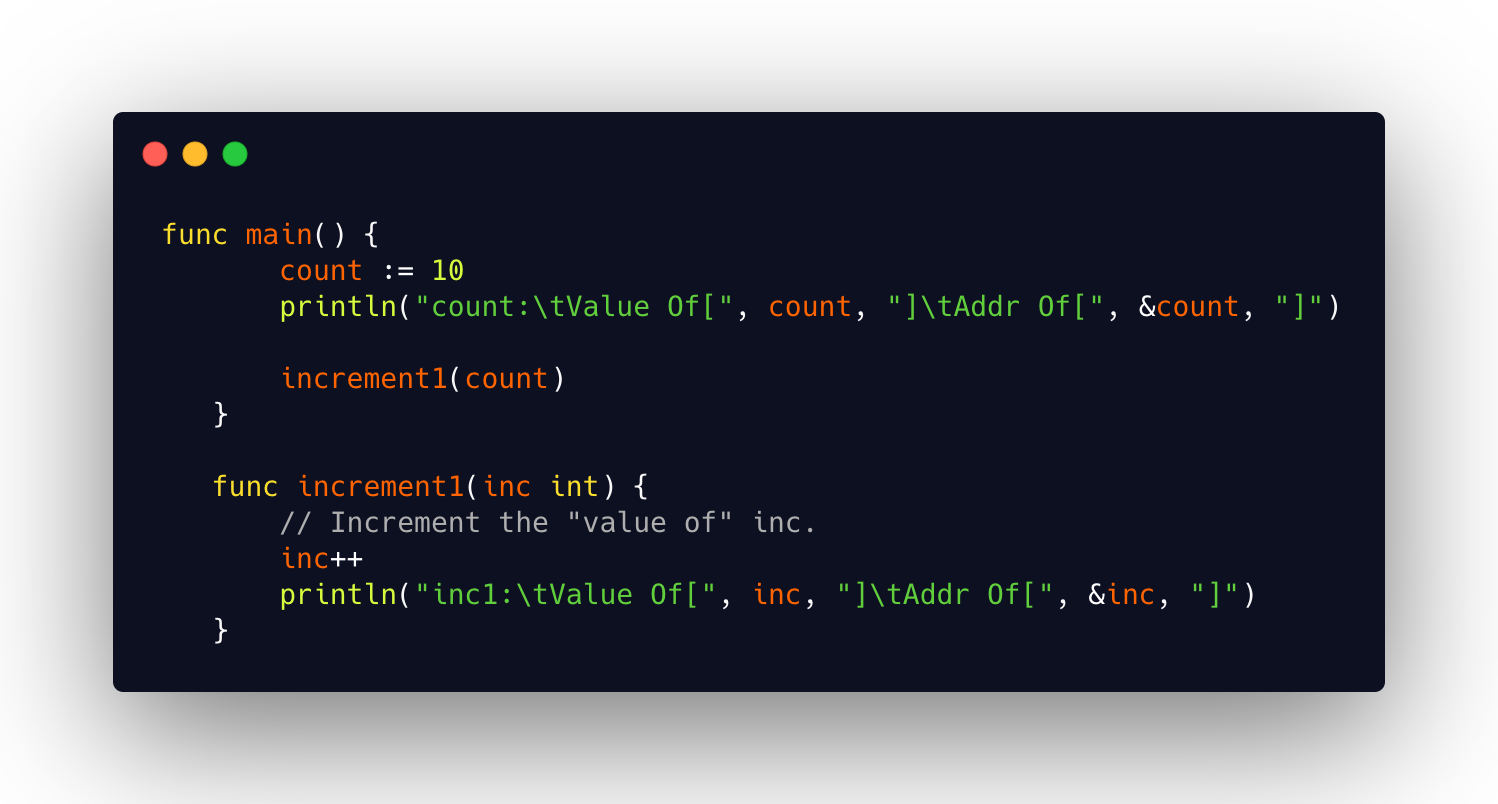 func main() {
count := 10
println("count:\tValue Of[", count, "]\tAddr Of[", &count, "]")
increment1(count)
}
func increment1(inc int) {
// Increment the "value of" inc.
inc++
println("inc1:\tValue Of[", inc, "]\tAddr Of[", &inc, "]")
}